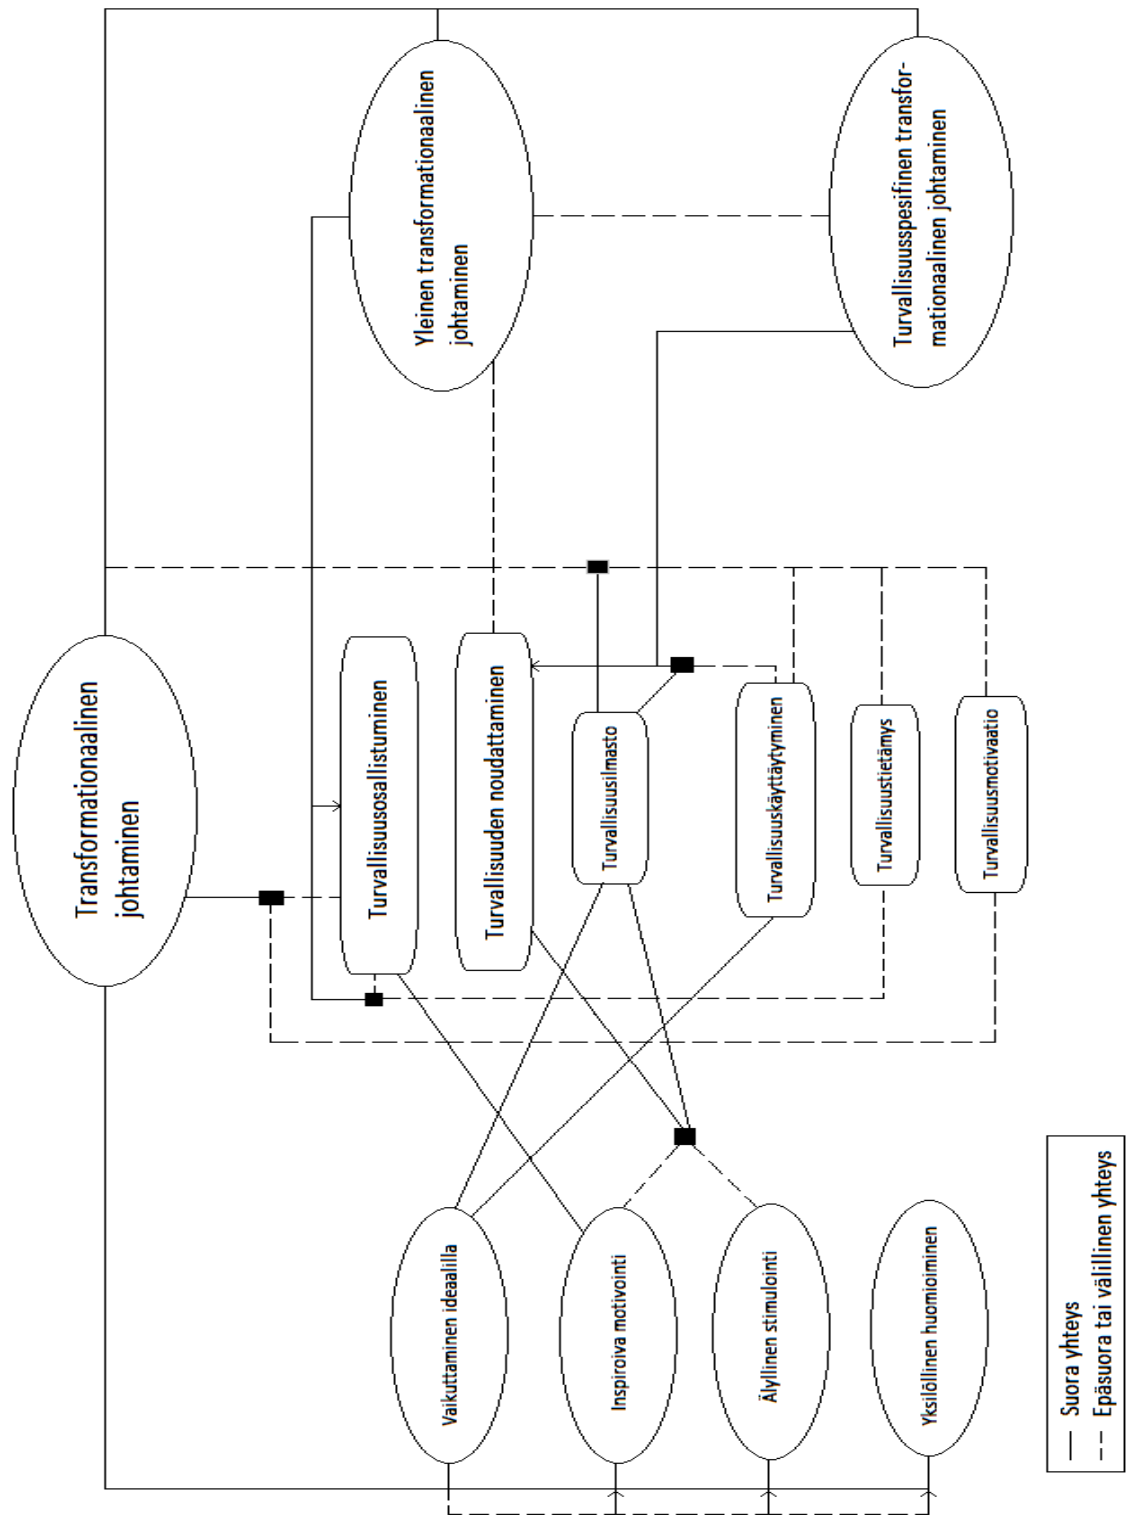 Transformationaalinen
johtaminen
Yleinen transformationaalinen
johtaminen
Turvallisuusspesifinen transfor-
mationaalinen johtaminen
Turvallisuusosallistuminen
Turvallisuuden noudattaminen
Turvallisuusilmasto
Turvallisuuskäyttäytyminen
Turvallisuustietämys
Turvallisuusmotivaatio
Vaikuttaminen ideaalilla
Inspiroiva motivointi
Älyllinen stimulointi
Yksilöllinen huomioiminen
Suora yhteys
Epäsuora tai välillinen yhteys